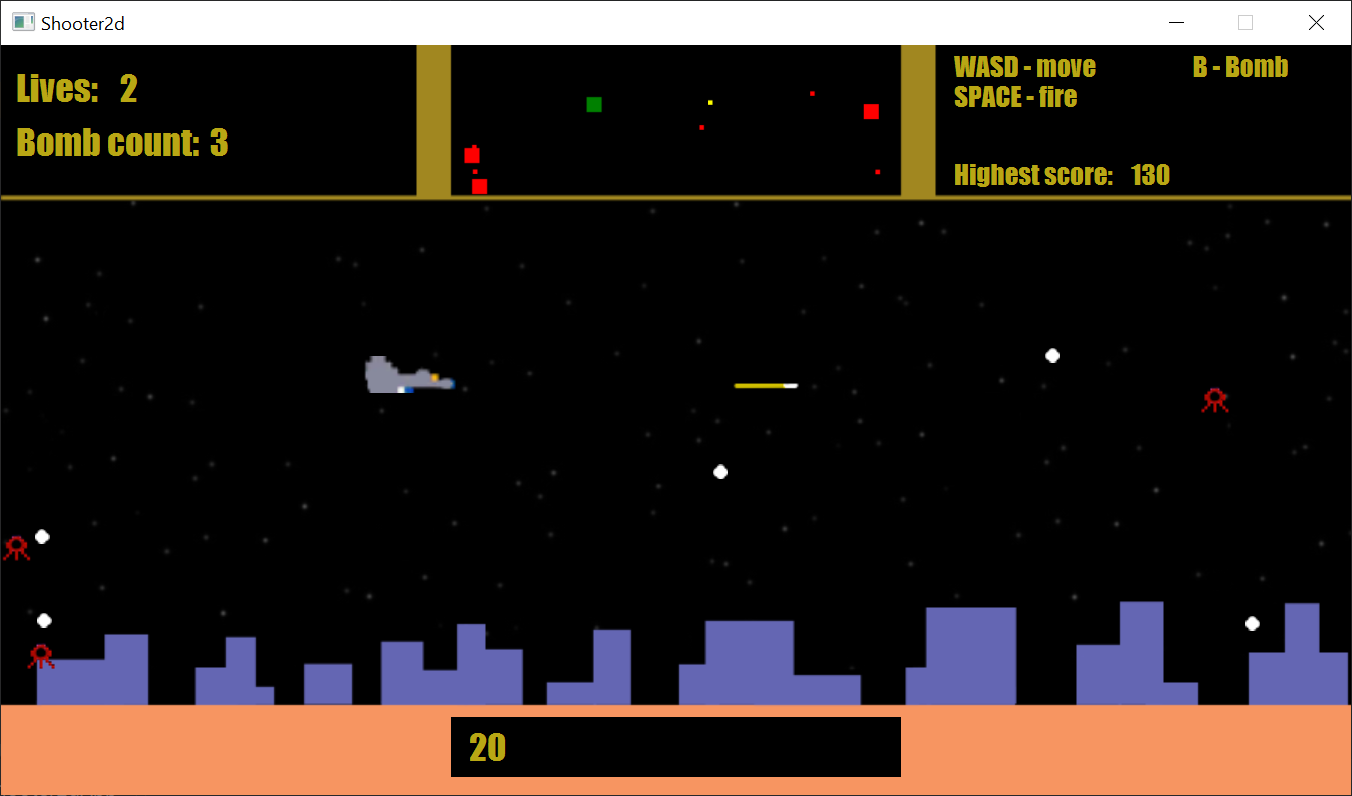 Shooter2d
Lives: 2
Bomb count: 3
WASD - move B - Bomb
SPACE - fire
Highest score: 130
20